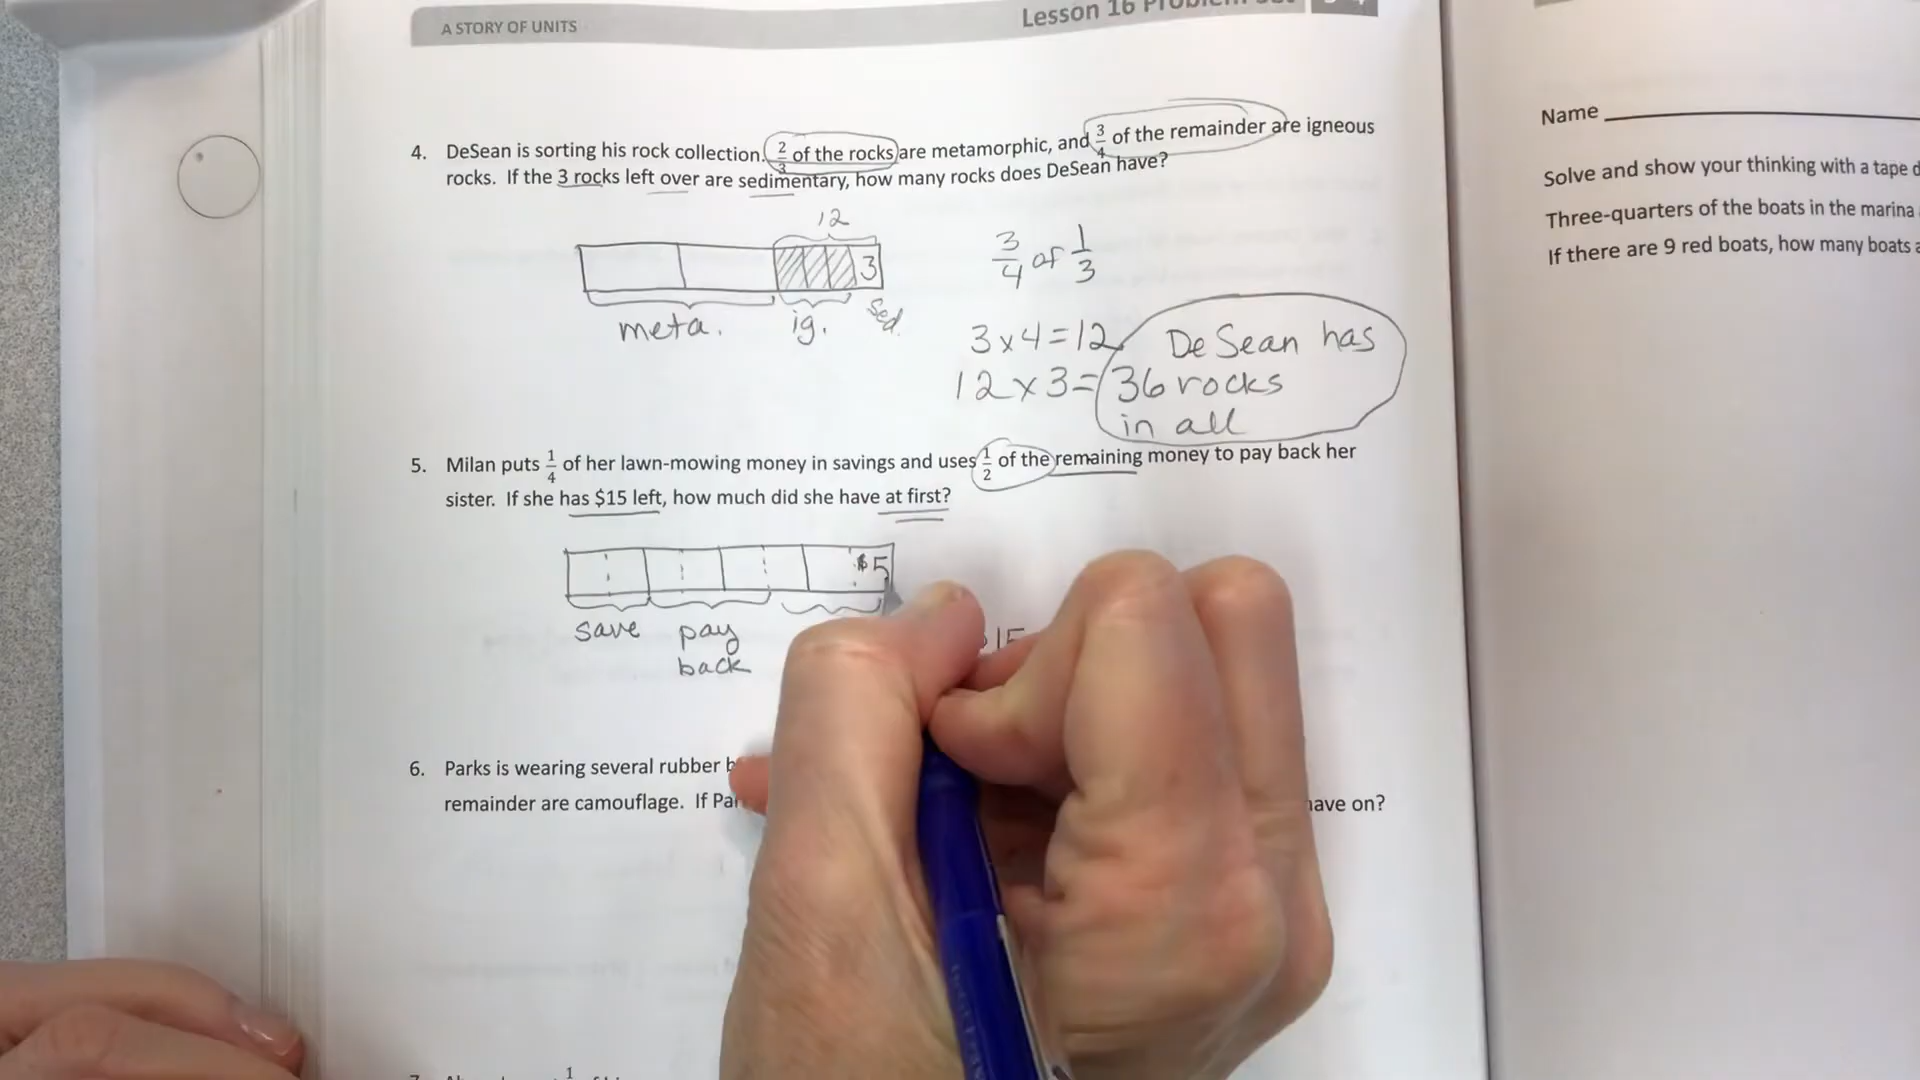 A STORY OF UNITS
Lesson 16 Problem Set
4. DeSean is sorting his rock collection. 2/3 of the rocks are metamorphic, and 3/4 of the remainder are igneous
rocks. If the 3 rocks left over are sedimentary, how many rocks does DeSean have?
12
3
meta. ig. sed.
3/4 of 1/3
3 x 4 = 12
12 x 3 = 36 rocks
DeSean has
in all
5. Milan puts 1/4 of her lawn-mowing money in savings and uses 1/2 of the remaining money to pay back her
sister. If she has $15 left, how much did she have at first?
$5
save pay
back
15
6. Parks is wearing several rubber
remainder are camouflage. If
have on?
Name
Solve and show your thinking with a tape
Three-quarters of the boats in the marina
If there are 9 red boats, how many boats